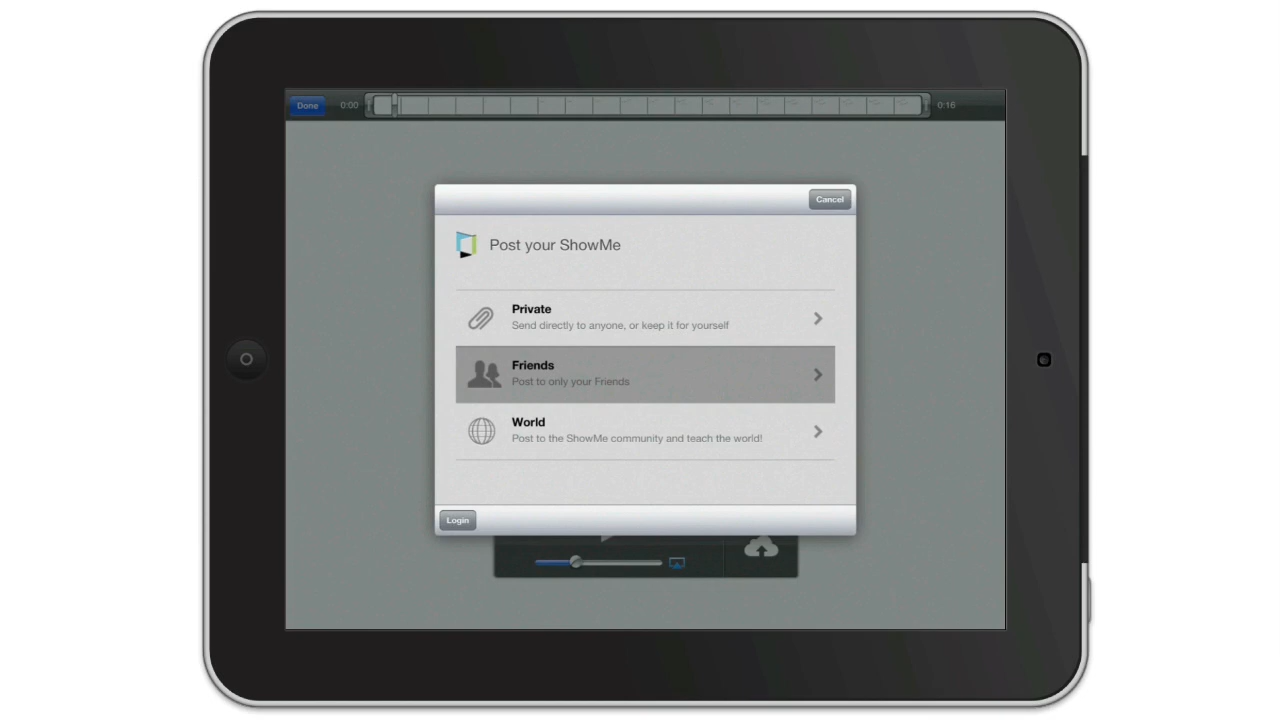 Done 0:00 0:16
Cancel
Post your ShowMe
Private
Send directly to anyone, or keep it for yourself
Friends
Post to only your Friends
World
Post to the ShowMe community and teach the world!
Login